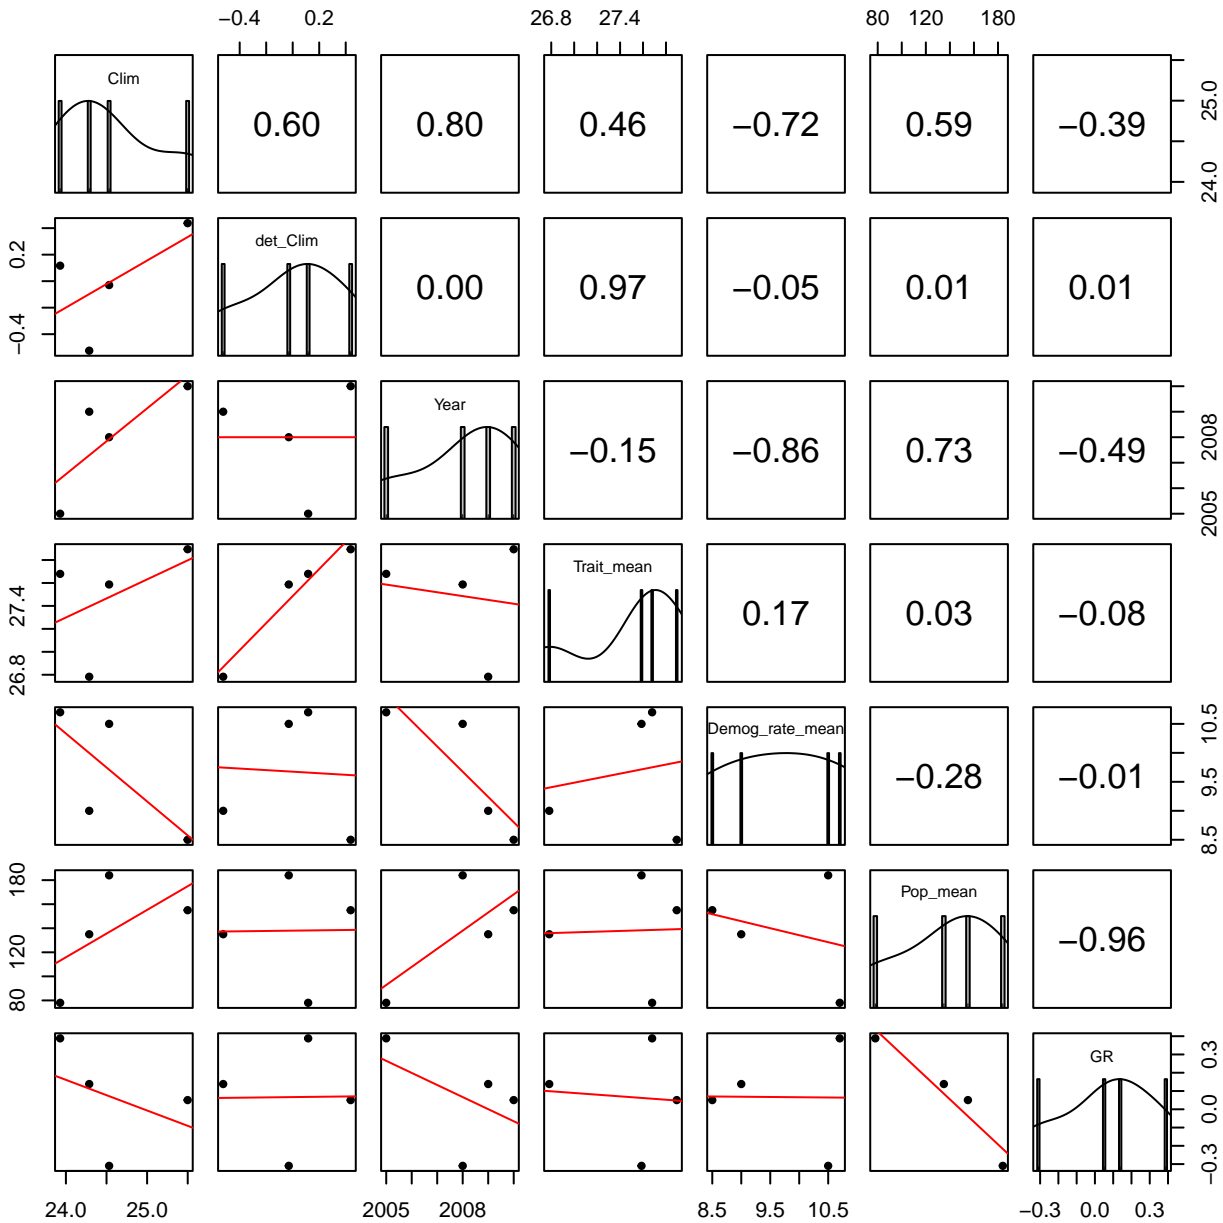 −0.4 0.2 26.8 27.4 80 120 180
Clim 0.60 0.80 0.46 −0.72 0.59 −0.39 24.0 25.0
−0.4 0.2 det_Clim 0.00 0.97 −0.05 0.01 0.01
Year −0.15 −0.86 0.73 −0.49 2005 2008
26.8 27.4 Trait_mean 0.17 0.03 −0.08
Demog_rate_mean −0.28 −0.01 8.5 9.5 10.5
80 120 180 Pop_mean −0.96
GR −0.3 0.0 0.3
24.0 25.0 2005 2008 8.5 9.5 10.5 −0.3 0.0 0.3